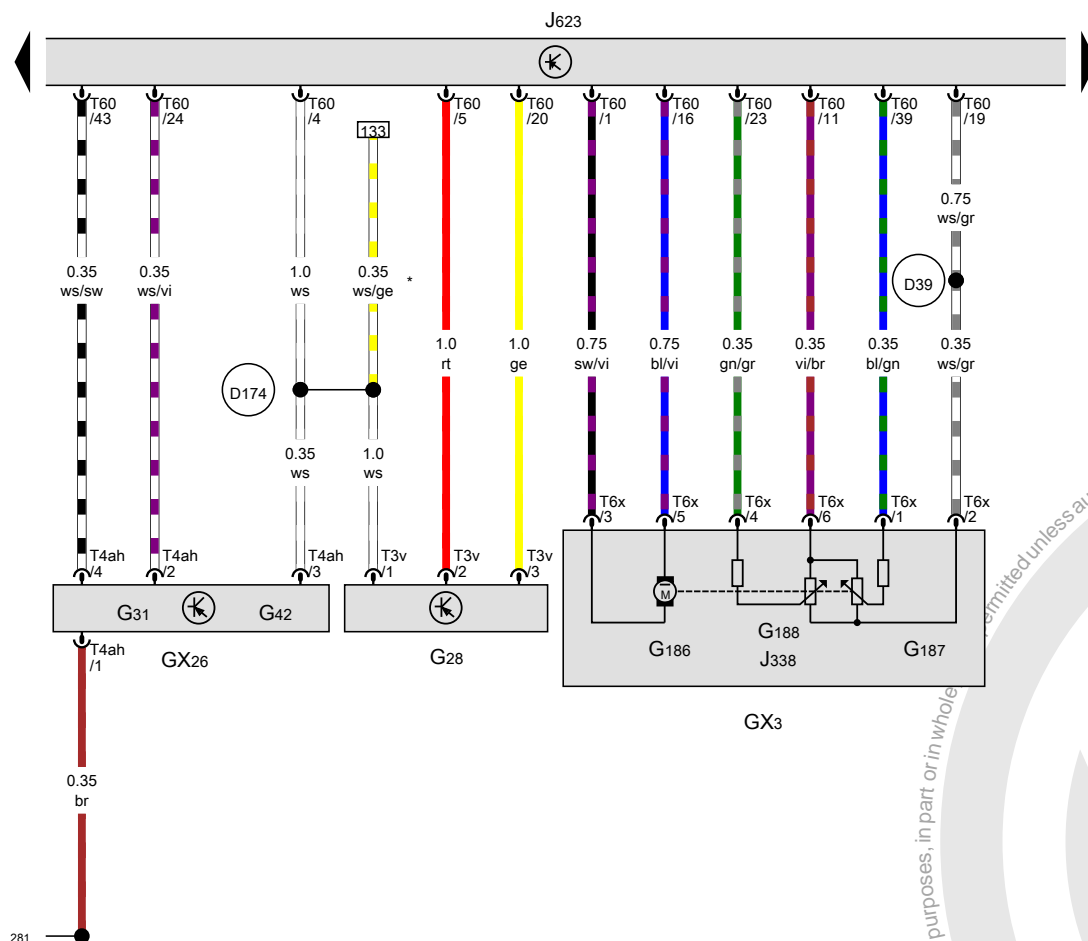 J623
T60 T60 T60 T60 T60 T60 T60 T60 T60 T60 T60
/43 /24 /4 /5 /20 /1 /16 /23 /11 /39 /19
133
0.75
ws/gr
0.35 0.35 1.0 0.35 *
ws/sw ws/vi ws ws/ge
D39
1.0 1.0 0.75 0.75 0.35 0.35 0.35 0.35
rt ge sw/vi bl/vi gn/gr vi/br bl/gn ws/gr
D174
0.35 1.0
ws ws
T6x T6x T6x T6x T6x T6x
/3 /5 /4 /6 /1 /2
T4ah T4ah T4ah T3v T3v T3v
/4 /2 /3 /1 /2 /3
M
G31 G42
G188
T4ah
/1
GX26 G28 G186 J338 G187
GX3
0.35
br
281
purposes, in part or in whole
permitted unless au